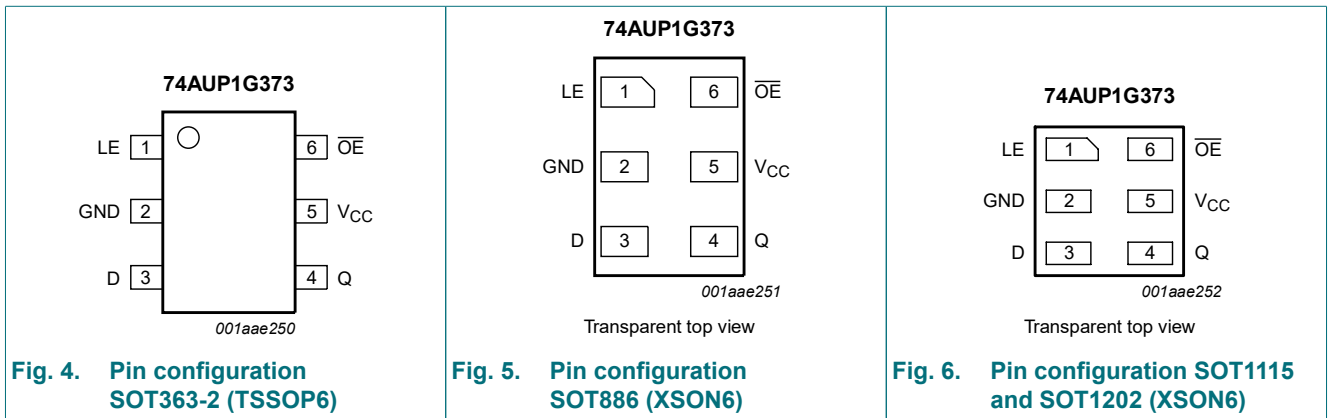 74AUP1G373
LE 1 6 OE
GND 2 5 VCC
D 3 4 Q
001aae250
Fig. 4. Pin configuration
SOT363-2 (TSSOP6)
74AUP1G373
LE 1 6 OE
GND 2 5 VCC
D 3 4 Q
001aae251
Transparent top view
Fig. 5. Pin configuration
SOT886 (XSON6)
74AUP1G373
LE 1 6 OE
GND 2 5 VCC
D 3 4 Q
001aae252
Transparent top view
Fig. 6. Pin configuration SOT1115
and SOT1202 (XSON6)